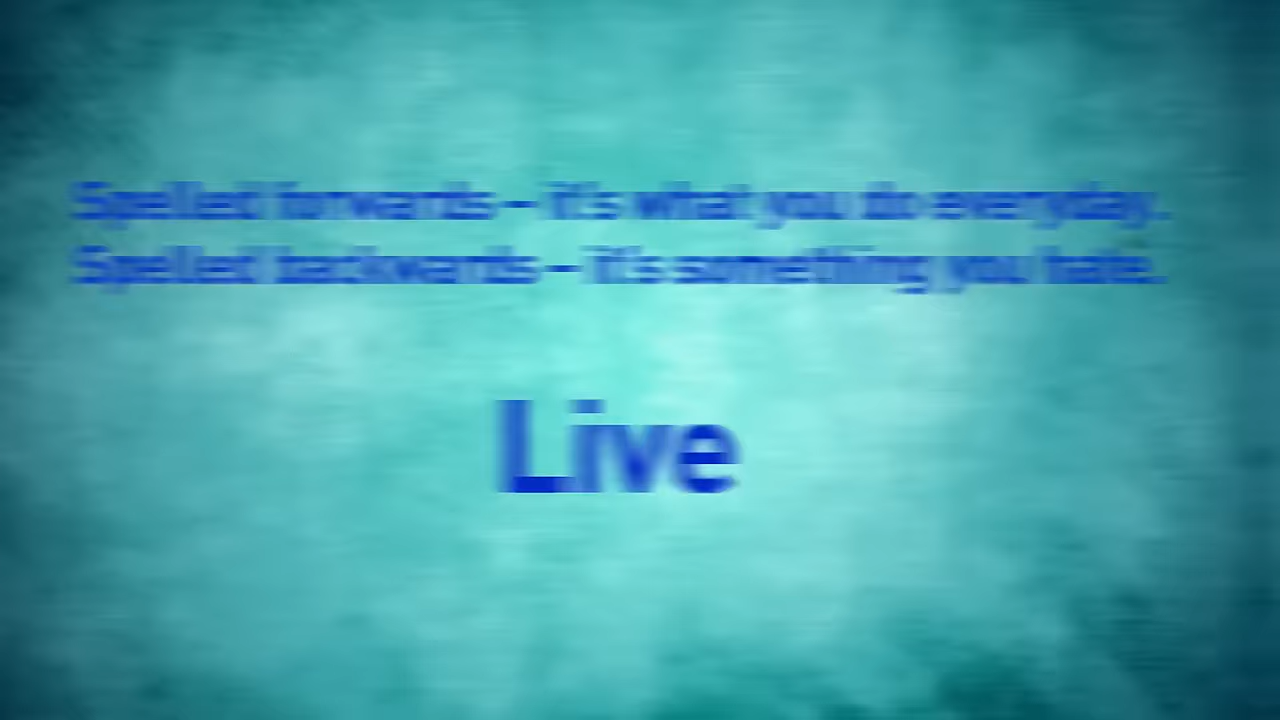 Spelled forwards - it's what you do everyday.
Spelled backwards - it's something you hate.
Live